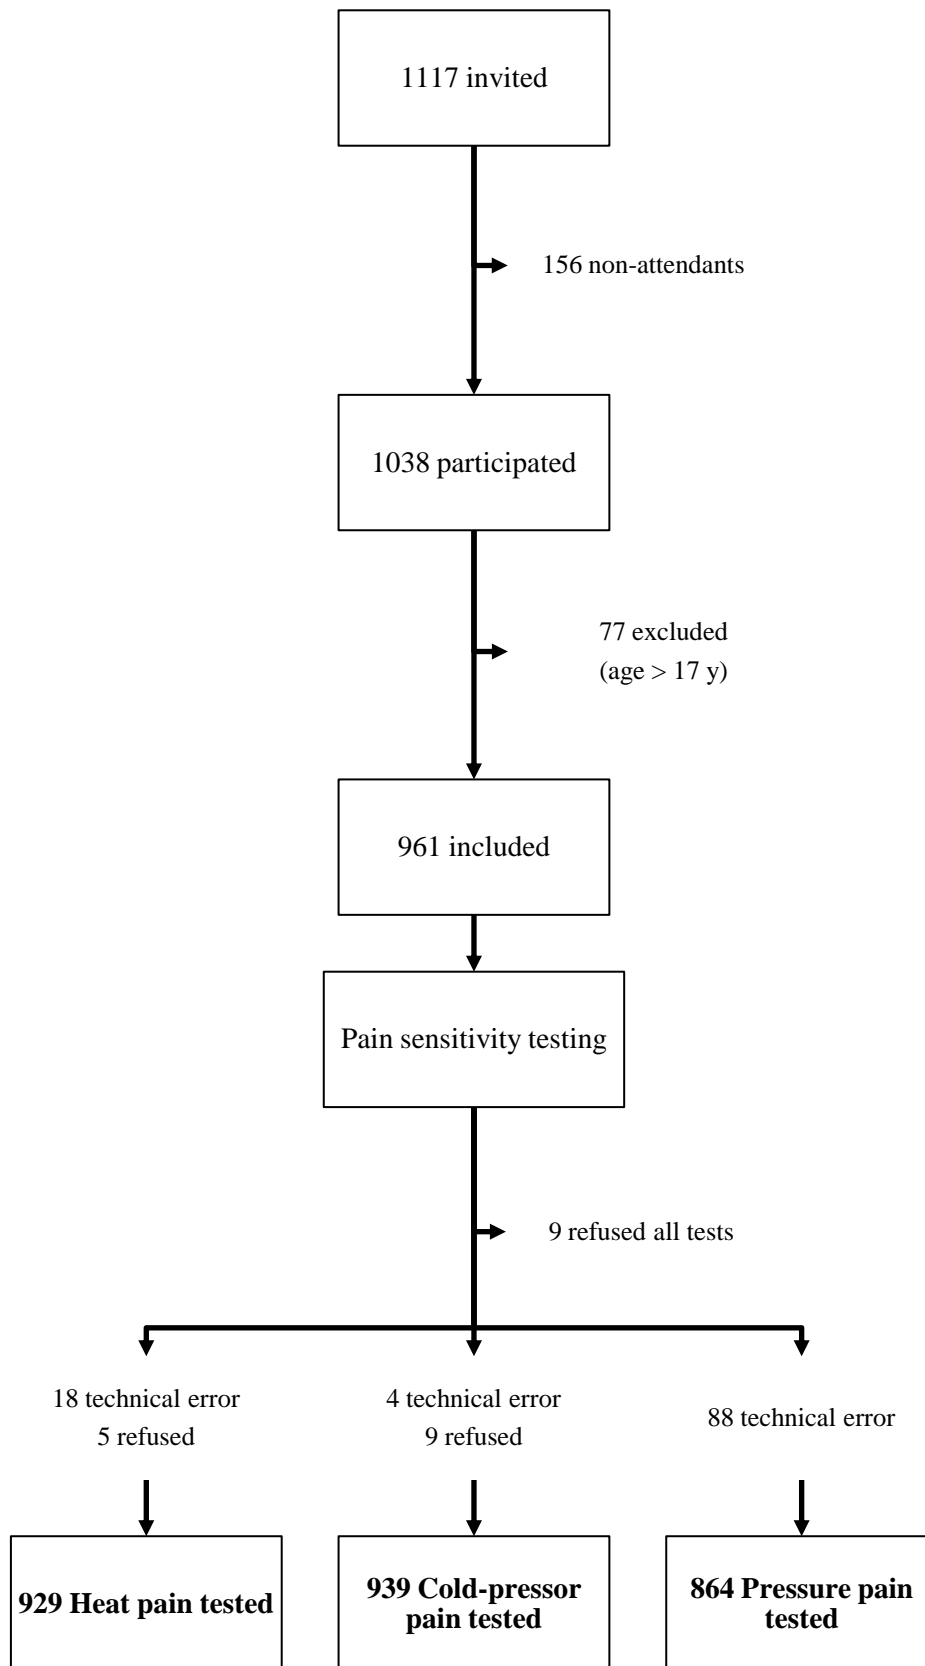 1117 invited
156 non-attendants
1038 participated
77 excluded
(age > 17 y)
961 included
Pain sensitivity testing
9 refused all tests
18 technical error
5 refused
4 technical error
9 refused
88 technical error
929 Heat pain tested
939 Cold-pressor
pain tested
864 Pressure pain
tested